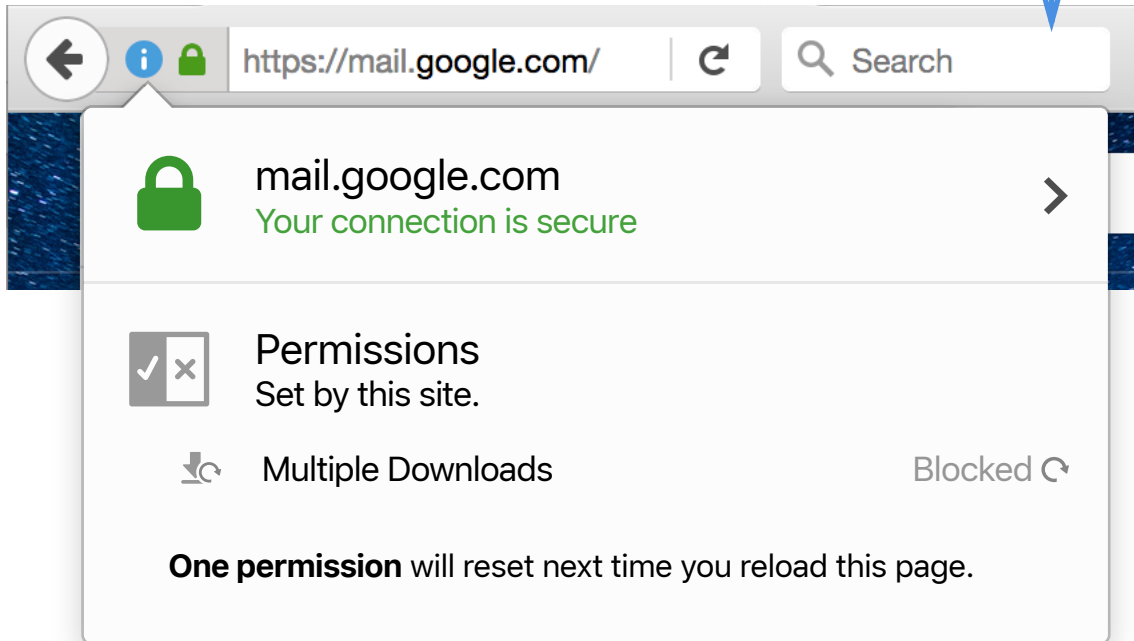 https://mail.google.com/
Search
mail.google.com
Your connection is secure
Permissions
Set by this site.
Multiple Downloads
Blocked
One permission will reset next time you reload this page.